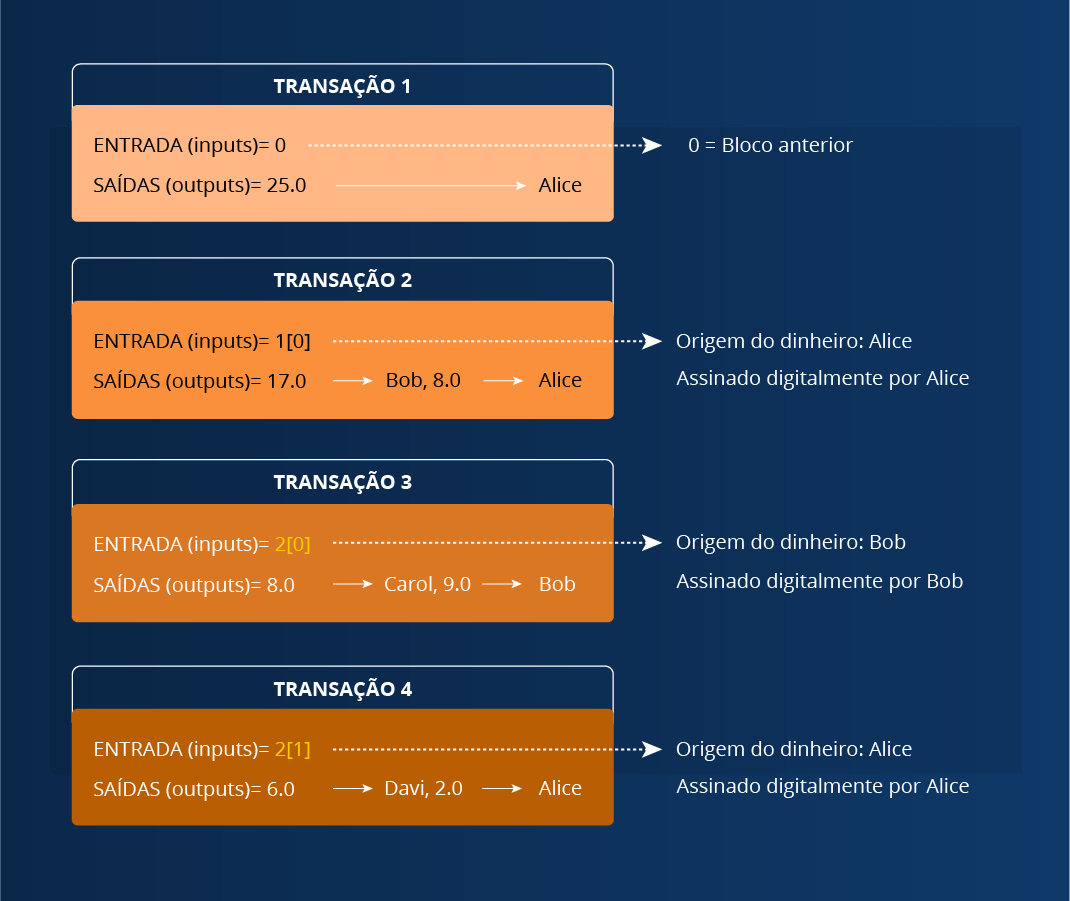 TRANSAÇÃO 1
ENTRADA (inputs)= 0 0 = Bloco anterior
SAÍDAS (outputs)= 25.0 Alice
TRANSAÇÃO 2
ENTRADA (inputs)= 1[0] Origem do dinheiro: Alice
SAÍDAS (outputs)= 17.0 Bob, 8.0 Alice Assinado digitalmente por Alice
TRANSAÇÃO 3
ENTRADA (inputs)= 2[0] Origem do dinheiro: Bob
SAÍDAS (outputs)= 8.0 Carol, 9.0 Bob Assinado digitalmente por Bob
TRANSAÇÃO 4
ENTRADA (inputs)= 2[1] Origem do dinheiro: Alice
SAÍDAS (outputs)= 6.0 Davi, 2.0 Alice Assinado digitalmente por Alice